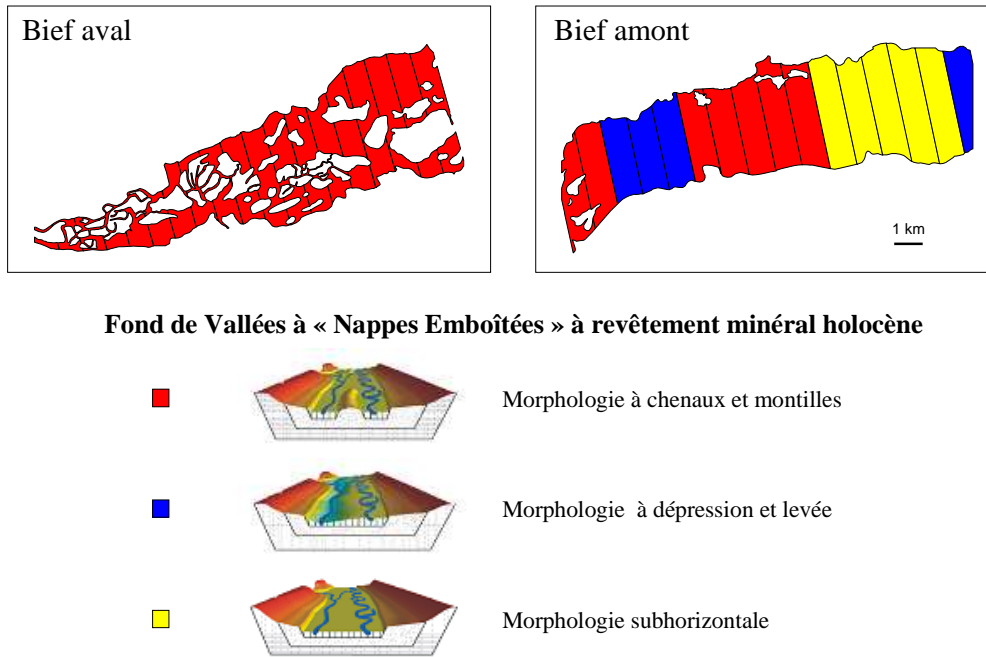 Bief aval
Bief amont
1 km
Fond de Vallées à « Nappes Emboîtées » à revêtement minéral holocène
Morphologie à chenaux et montilles
Morphologie à dépression et levée
Morphologie subhorizontale